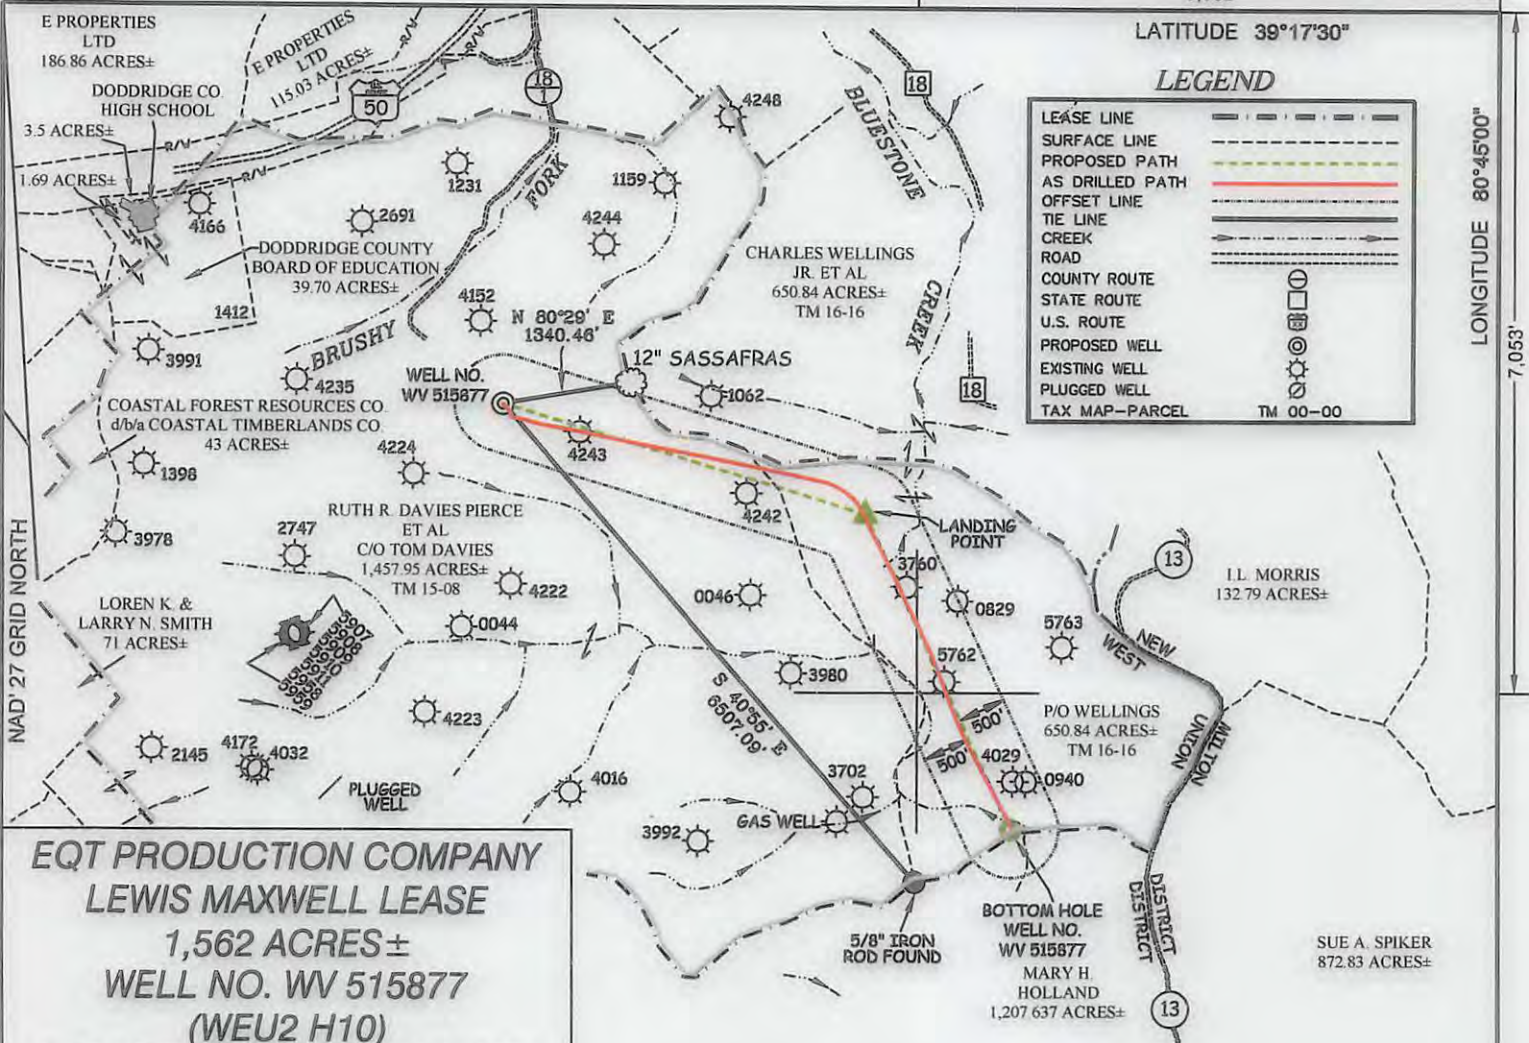 LATITUDE 39°17'30"
LONGITUDE 80°45'00"
7,053'
NAD'27 GRID NORTH
LEGEND
LEASE LINE
SURFACE LINE
PROPOSED PATH
AS DRILLED PATH
OFFSET LINE
TIE LINE
CREEK
ROAD
COUNTY ROUTE
STATE ROUTE
U.S. ROUTE
PROPOSED WELL
EXISTING WELL
PLUGGED WELL
TAX MAP-PARCEL TM 00-00
E PROPERTIES
LTD
186.86 ACRES±
E PROPERTIES
LTD
115.03 ACRES±
DODDRIDGE CO.
HIGH SCHOOL
3.5 ACRES±
1.69 ACRES±
R/W
R/W
R/W
R/W
50
18
1
18
18
4248
1231
1159
4166
2691
4244
FORK
BLUESTONE
CREEK
DODDRIDGE COUNTY
BOARD OF EDUCATION
39.70 ACRES±
1412
CHARLES WELLINGS
JR. ET AL
650.84 ACRES±
TM 16-16
4152
N 80°29' E
1340.46'
BRUSHY
3991
4235
12" SASSAFRAS
1062
WELL NO.
WV 515877
COASTAL FOREST RESOURCES CO.
d/b/a COASTAL TIMBERLANDS CO.
43 ACRES±
4243
4224
1398
4242
RUTH R. DAVIES PIERCE
ET AL
C/O TOM DAVIES
1,457.95 ACRES±
TM 15-08
LANDING
POINT
3978
2747
3760
4222
0046
0829
13
I.L. MORRIS
132.79 ACRES±
LOREN K. &
LARRY N. SMITH
71 ACRES±
5907
0044
5763
5762
3980
NEW
WEST
S 40°55' E
6507.09'
4223
P/O WELLINGS
650.84 ACRES±
TM 16-16
500'
500'
2145
4172
4032
4029
0940
MILTON
UNION
PLUGGED
WELL
4016
3702
GAS WELL
3992
EQT PRODUCTION COMPANY
LEWIS MAXWELL LEASE
1,562 ACRES±
WELL NO. WV 515877
(WEU2 H10)
5/8" IRON
ROD FOUND
BOTTOM HOLE
WELL NO.
WV 515877
MARY H.
HOLLAND
1,207.637 ACRES±
DISTRICT
DISTRICT
13
SUE A. SPIKER
872.83 ACRES±